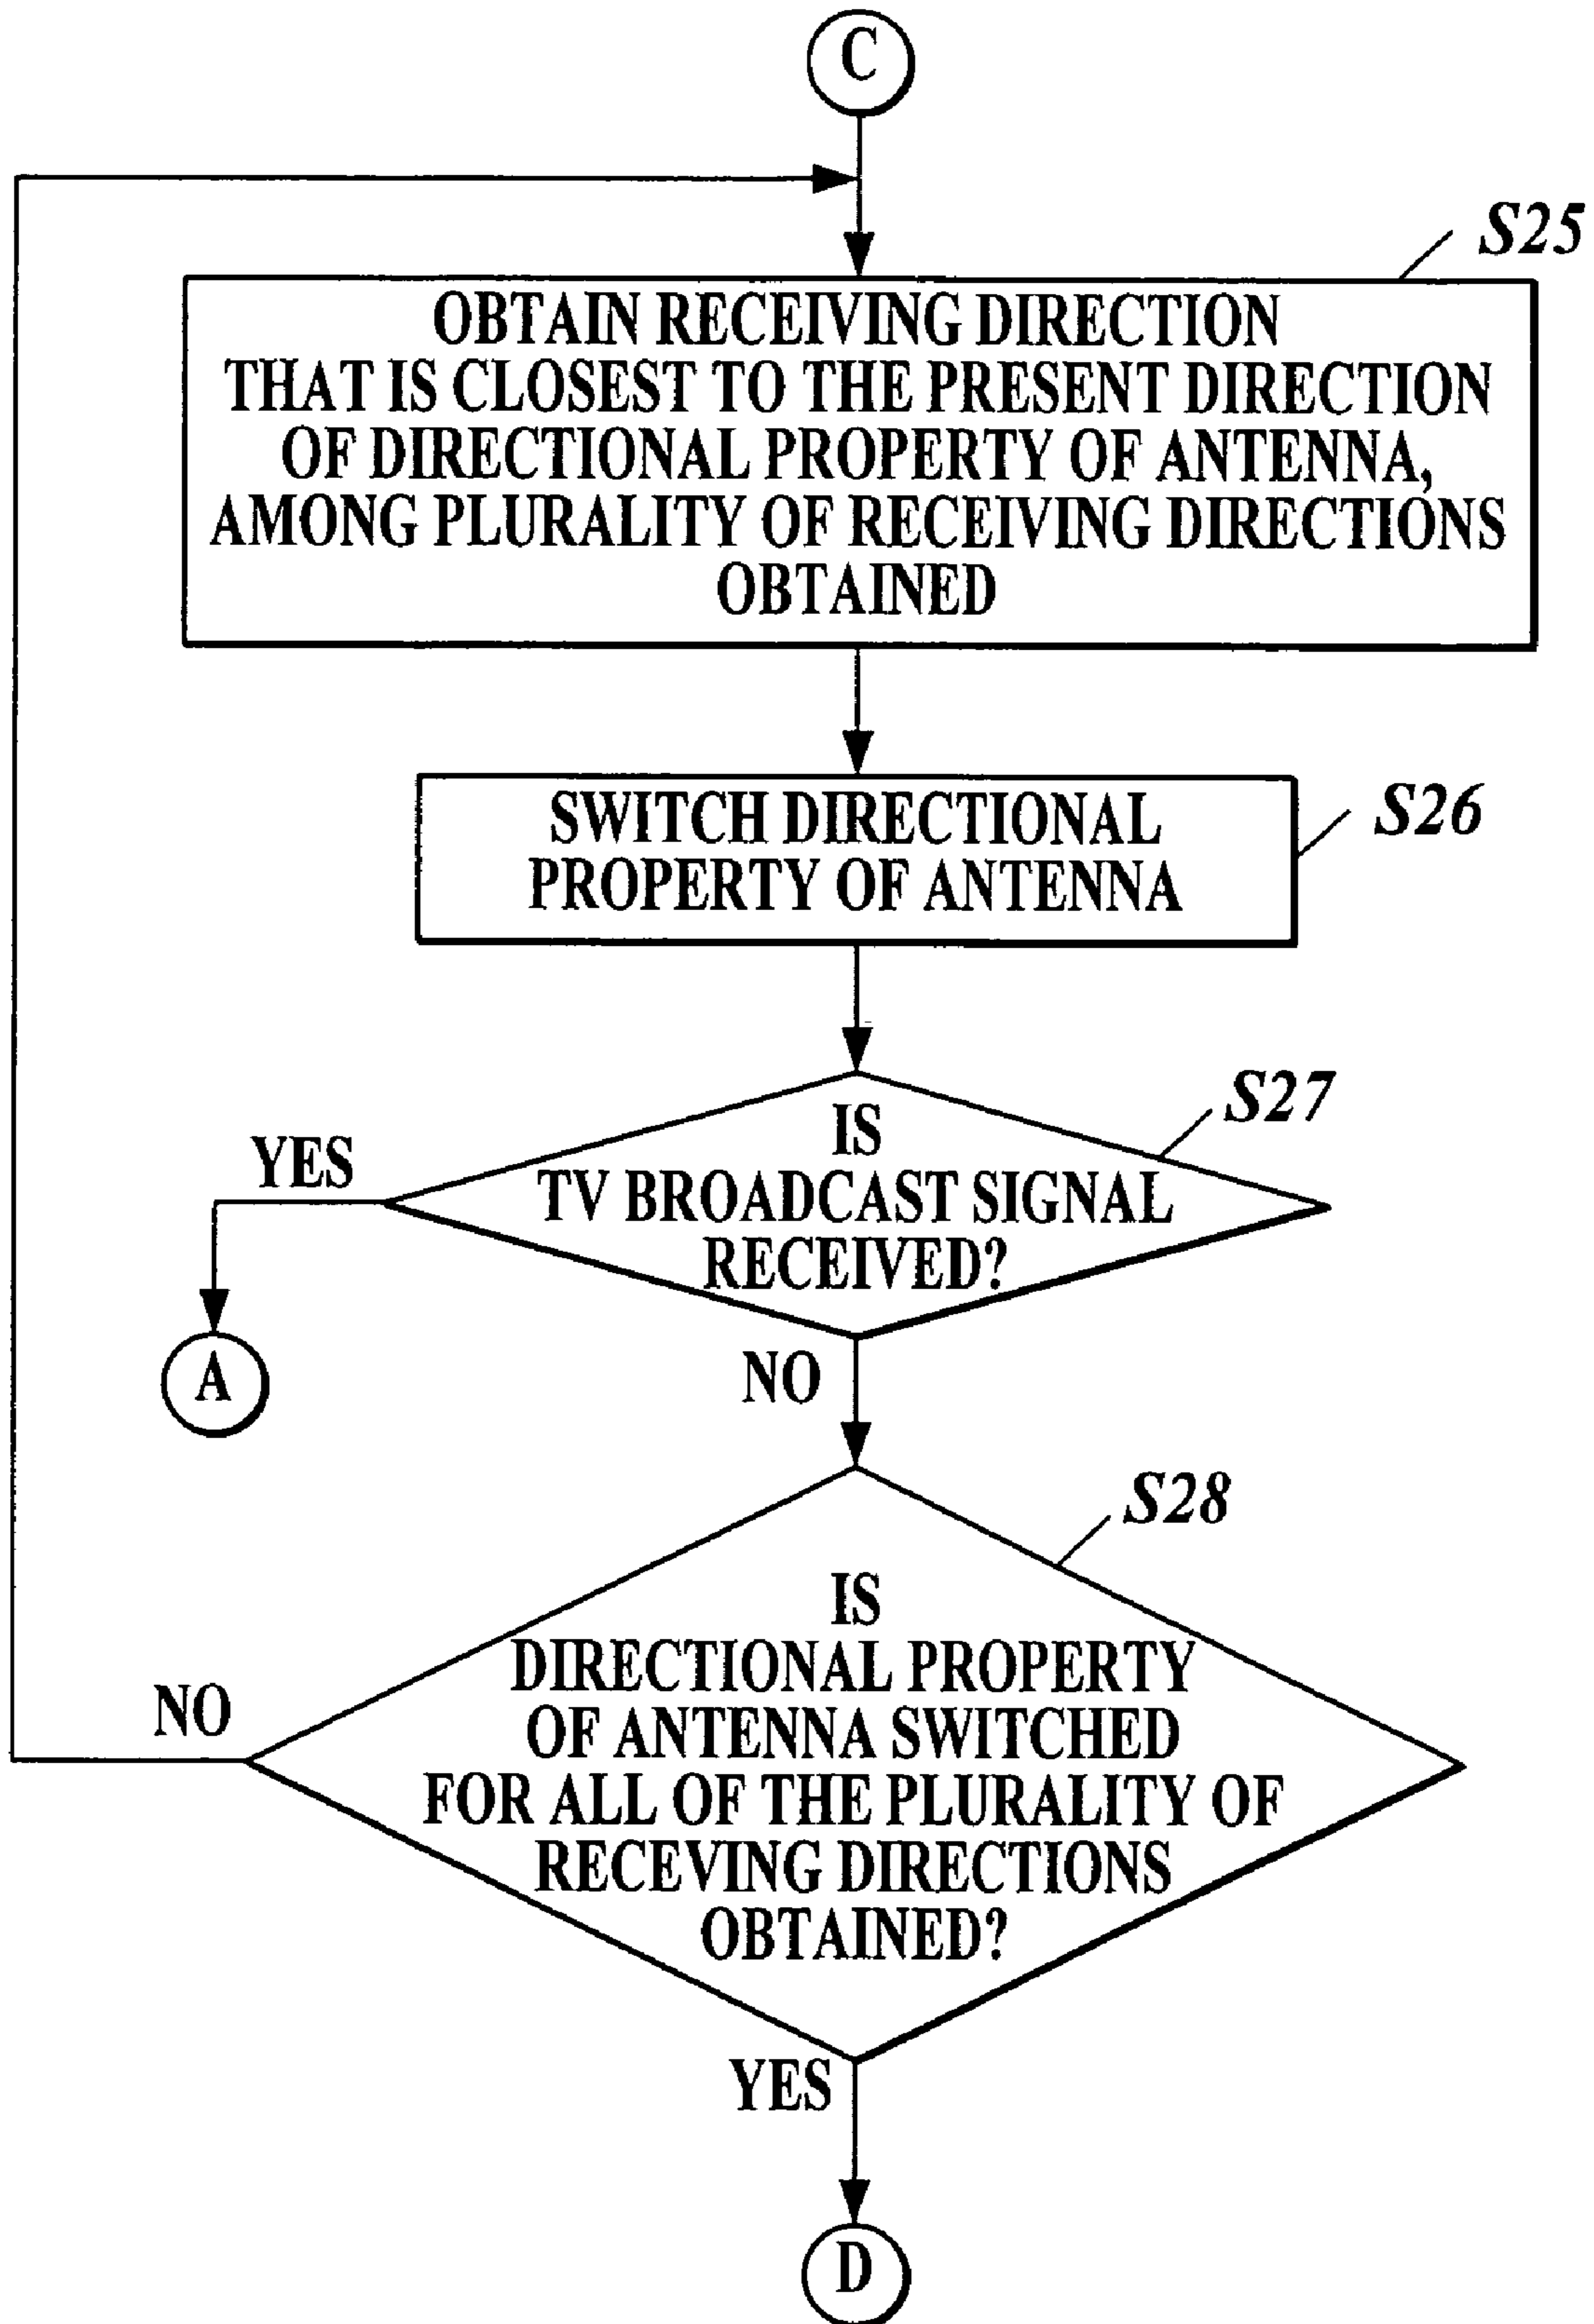 C
S25
OBTAIN RECEIVING DIRECTION
THAT IS CLOSEST TO THE PRESENT DIRECTION
OF DIRECTIONAL PROPERTY OF ANTENNA,
AMONG PLURALITY OF RECEIVING DIRECTIONS
OBTAINED
SWITCH DIRECTIONAL
PROPERTY OF ANTENNA
S26
S27
IS
TV BROADCAST SIGNAL
RECEIVED?
YES
A
NO
S28
IS
DIRECTIONAL PROPERTY
OF ANTENNA SWITCHED
FOR ALL OF THE PLURALITY OF
RECEVING DIRECTIONS
OBTAINED?
NO
YES
D